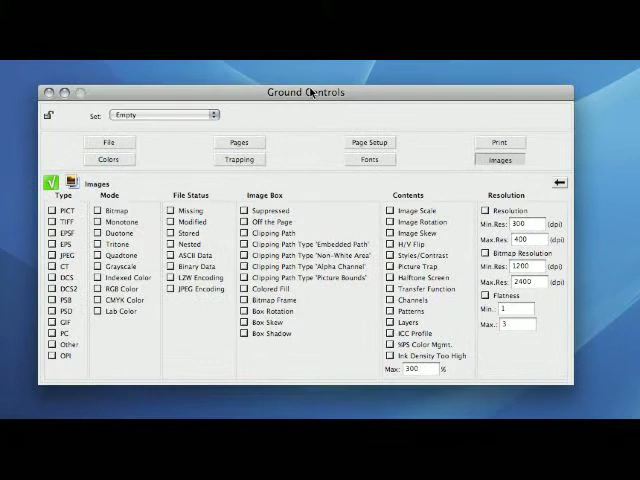 Ground Controls
Set: Empty
File Pages Page Setup Print
Colors Trapping Fonts Images
Images
Type Mode File Status Image Box Contents Resolution
PICT Bitmap Missing Suppressed Image Scale Resolution
TIFF Monotone Modified Off the Page Image Rotation Min.Res: 300 (dpi)
EPSF Duotone Stored Clipping Path Image Skew Max.Res: 400 (dpi)
EPS Tritone Nested Clipping Path Type 'Embedded Path' H/V Flip Bitmap Resolution
JPEG Quadtone ASCII Data Clipping Path Type 'Non-White Area' Styles/Contrast Min.Res: 1200 (dpi)
CT Grayscale Binary Data Clipping Path Type 'Alpha Channel' Picture Trap Max.Res: 2400 (dpi)
DCS Indexed Color LZW Encoding Clipping Path Type 'Picture Bounds' Halftone Screen Flatness
DCS2 RGB Color JPEG Encoding Colored Fill Transfer Function Min.: 1
PSB CMYK Color Bitmap Frame Channels Max.: 3
PSD Lab Color Box Rotation Patterns
GIF Box Skew Layers
PC Box Shadow ICC Profile
Other %PS Color Mgmt.
OPI Ink Density Too High
Max: 300 %